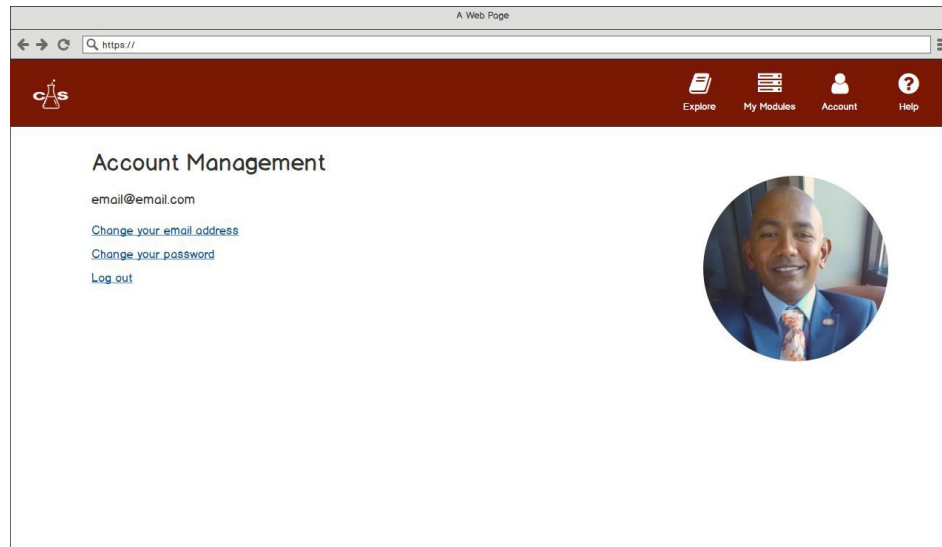 A Web Page
https://
CIS
Explore My Modules Account Help
Account Management
email@email.com
Change your email address
Change your password
Log out